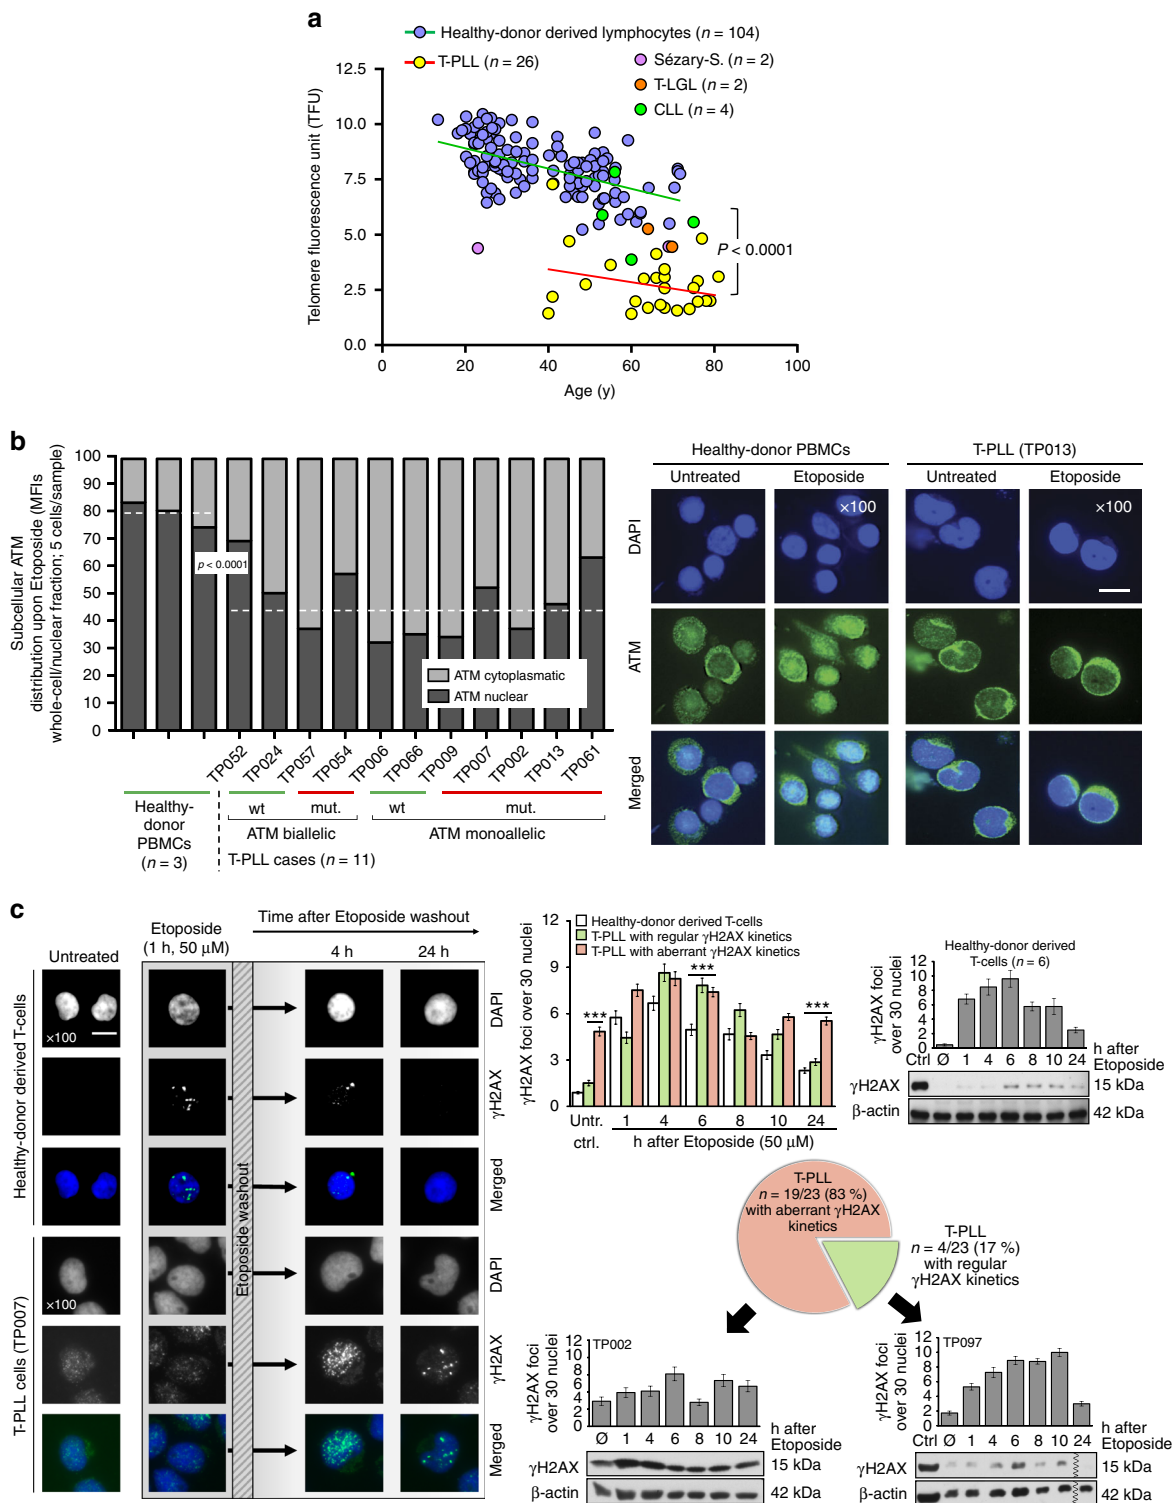 a
Healthy-donor derived lymphocytes (n = 104)
T-PLL (n = 26)
Sézary-S. (n = 2)
T-LGL (n = 2)
CLL (n = 4)
Telomere fluorescence unit (TFU)
12.5
10.0
7.5
5.0
2.5
0.0
P < 0.0001
0 20 40 60 80 100
Age (y)
b
Subcellular ATM
distribution upon Etoposide (MFIs
whole-cell/nuclear fraction; 5 cells/sample)
100
90
80
70
60
50
40
30
20
10
0
p < 0.0001
ATM cytoplasmatic
ATM nuclear
TP052 TP024 TP057 TP054 TP006 TP066 TP009 TP007 TP002 TP013 TP061
Healthy-
donor
PBMCs
(n = 3)
wt mut. wt mut.
ATM biallelic ATM monoallelic
T-PLL cases (n = 11)
Healthy-donor PBMCs T-PLL (TP013)
Untreated Etoposide Untreated Etoposide
×100 ×100
DAPI
ATM
Merged
c
Time after Etoposide washout
Etoposide
(1 h, 50 µM)
Untreated 4 h 24 h
Healthy-donor derived T-cells
×100
DAPI
γH2AX
Merged
Etoposide washout
T-PLL cells (TP007)
×100
DAPI
γH2AX
Merged
γH2AX foci over 30 nuclei
12
9
6
3
0
Healthy-donor derived T-cells
T-PLL with regular γH2AX kinetics
T-PLL with aberrant γH2AX kinetics
*** *** ***
Untr. 1 4 6 8 10 24
ctrl. h after Etoposide (50 µM)
Healthy-donor derived
T-cells (n = 6)
γH2AX foci
over 30 nuclei
12
10
8
6
4
2
0
Ctrl Ø 1 4 6 8 10 24
h after
Etoposide
γH2AX 15 kDa
β-actin 42 kDa
T-PLL
n = 19/23 (83 %)
with aberrant γH2AX
kinetics
T-PLL
n = 4/23 (17 %)
with regular
γH2AX kinetics
TP002
γH2AX foci
over 30 nuclei
12
10
8
6
4
2
0
Ø 1 4 6 8 10 24
h after
Etoposide
γH2AX 15 kDa
β-actin 42 kDa
TP097
γH2AX foci
over 30 nuclei
12
10
8
6
4
2
0
Ctrl Ø 1 4 6 8 10 24
h after
Etoposide
γH2AX 15 kDa
β-actin 42 kDa